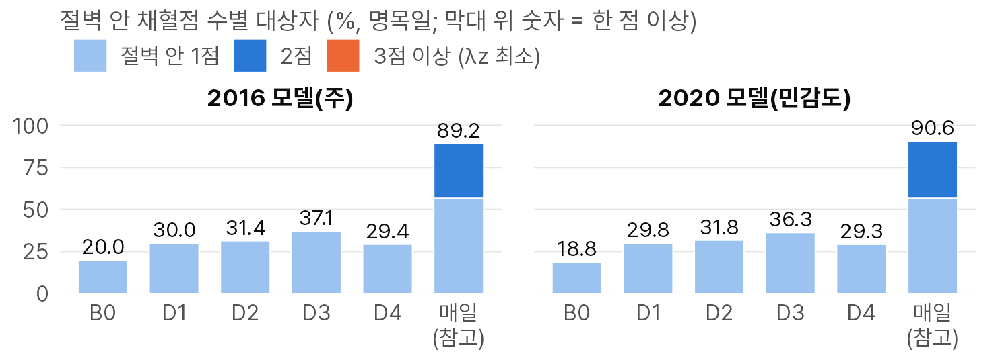 절벽 안 채혈점 수별 대상자 (%, 명목일; 막대 위 숫자 = 한 점 이상)
절벽 안 1점 2점 3점 이상 (λz 최소)
2016 모델(주)
100
75
50
25
0
20.0
30.0
31.4
37.1
29.4
89.2
B0
D1
D2
D3
D4
매일
(참고)
2020 모델(민감도)
18.8
29.8
31.8
36.3
29.3
90.6
B0
D1
D2
D3
D4
매일
(참고)